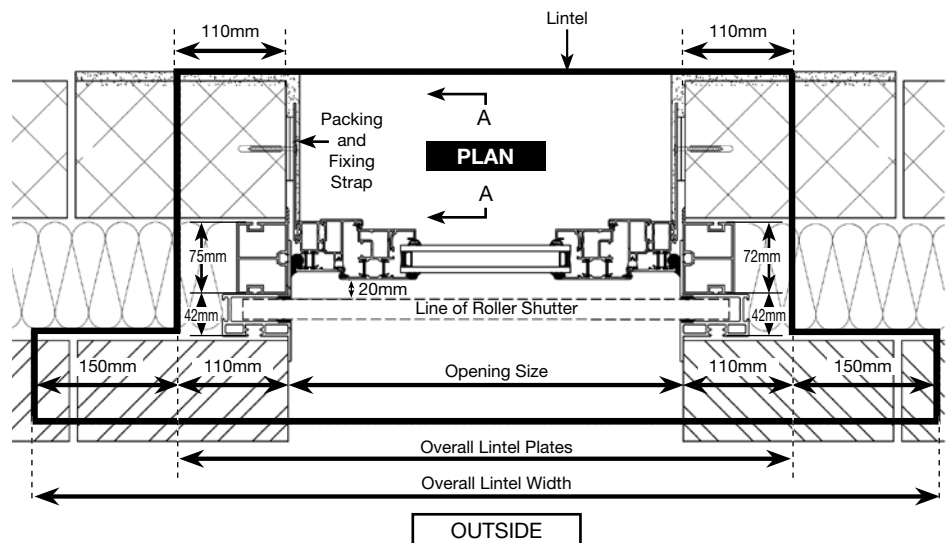 Lintel
110mm
110mm
A
Packing
and
Fixing
Strap
PLAN
A
75mm
72mm
20mm
42mm
Line of Roller Shutter
42mm
150mm
110mm
Opening Size
110mm
150mm
Overall Lintel Plates
Overall Lintel Width
OUTSIDE